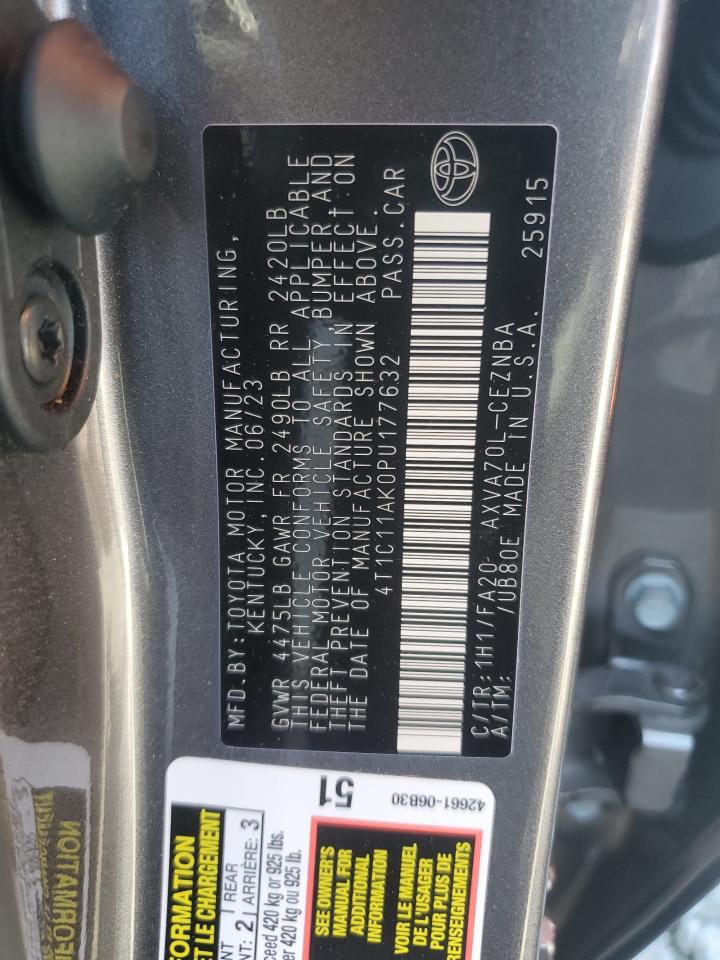 MFD. BY: TOYOTA MOTOR MANUFACTURING,
KENTUCKY, INC. 06/23
GVWR 4475LB GAWR FR 2490LB RR 2420LB
THIS VEHICLE CONFORMS TO ALL APPLICABLE
FEDERAL MOTOR VEHICLE SAFETY, BUMPER, AND
THEFT PREVENTION STANDARDS IN EFFECT ON
THE DATE OF MANUFACTURE SHOWN ABOVE.
4T1C11AK0PU177632 PASS.CAR
C/TR: 1H1/FA20- AXVA70L-CEZNBA
A/TM: /UB80E MADE IN U.S.A. 25915
51
42661-06B30
FORMATION
ET LE CHARGEMENT
REAR
2 ARRIÈRE: 3
420 kg or 925 lbs.
420 kg ou 925 lb.
SEE OWNER'S
MANUAL FOR
ADDITIONAL
INFORMATION
VOIR LE MANUEL
DE L'USAGER
POUR PLUS DE
RENSEIGNEMENTS